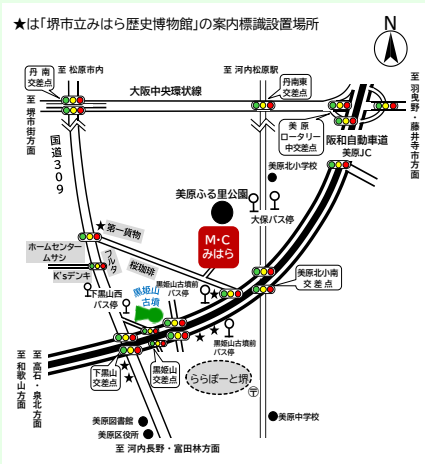 ★は「堺市立みはら歴史博物館」の案内標識設置場所
N
丹南
交差点
至 松原市内
至 河内松原駅
丹南東
交差点
大阪中央環状線
至 堺市街方面
至 羽曳野・藤井寺市方面
国道309
美原
ロータリー
中交差点
阪和自動車道
美原JC
美原北小学校
美原ふる里公園
大保バス停
★
第一貨物
M・C
みはら
ホームセンター
ムサシ
K'sデンキ
桜珈琲
美原北小南
交差点
黒姫山古墳前
バス停
下黒山西
バス停
黒姫山
古墳
★
★
★
黒姫山古墳前
バス停
至 和歌山方面
至 高石・泉北方面
下黒山
交差点
★
★
黒姫山
交差点
ららぽーと堺
〒
美原図書館
美原区役所
美原中学校
至 河内長野・富田林方面